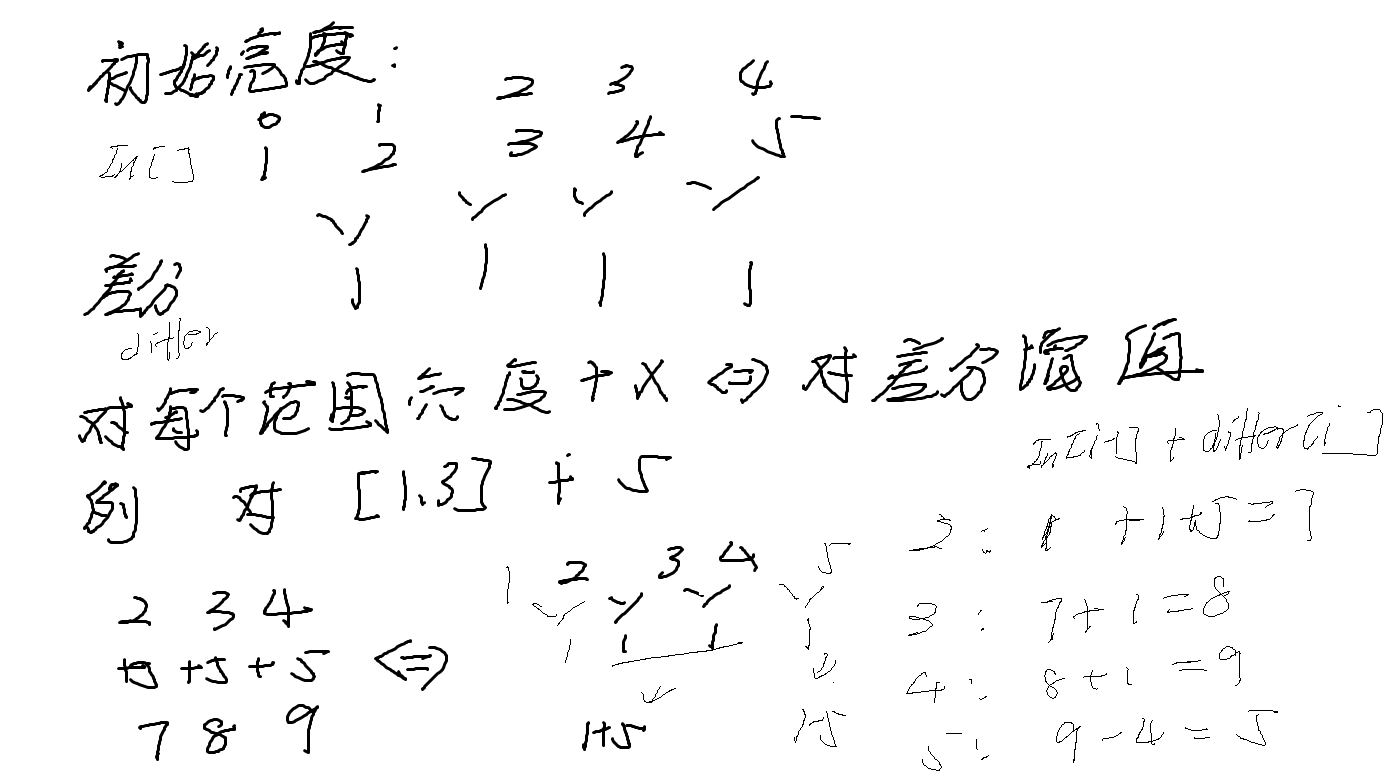 初始亮度:
0 1 2 3 4
In[] 1 2 3 4 5
差分 1 1 1 1
differ
对每个范围亮度+X <=> 对差分增值
In[i-1] + differ[i]
例 对 [1.3] + 5
2: 1 +1+5=7
1 2 3 4 5
2 3 4
1 1 1 1
3: 7+1=8
+5 +5 +5 <=>
4: 8+1=9
7 8 9
1+5 1-5
5: 9-4=5